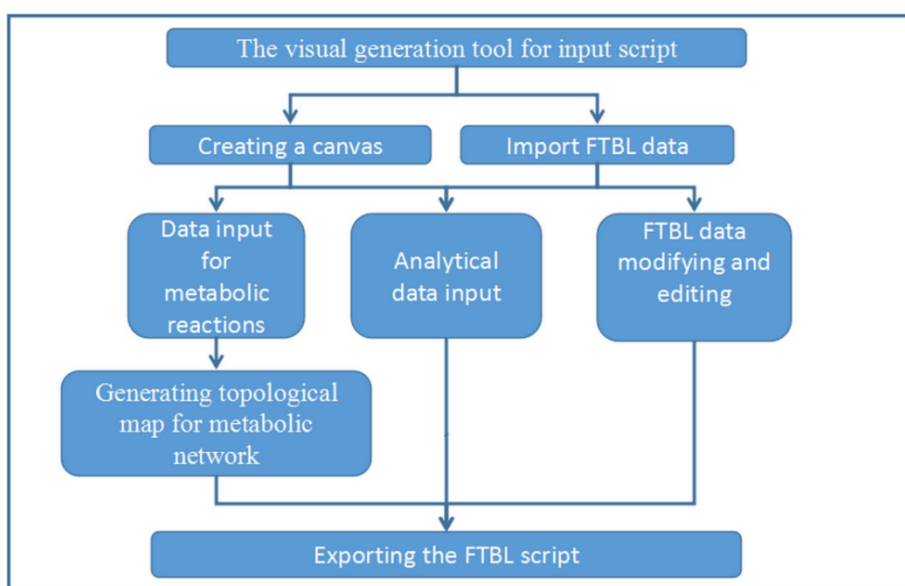 The visual generation tool for input script
Creating a canvas
Import FTBL data
Data input
for
metabolic
reactions
Analytical
data input
FTBL data
modifying and
editing
Generating topological
map for metabolic
network
Exporting the FTBL script